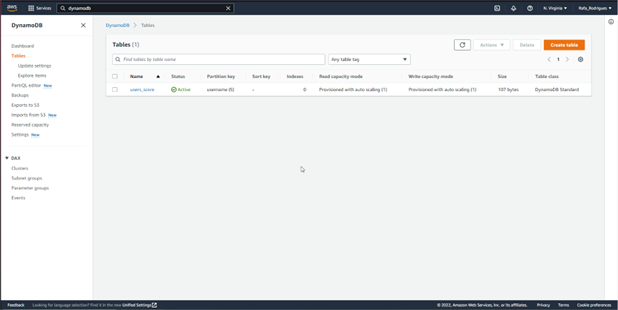 aws Services dynamodb N. Virginia Rafa_Rodrigues
DynamoDB
DynamoDB Tables
Dashboard
Tables
Update settings
Explore items
PartiQL editor New
Backups
Exports to S3
Imports from S3 New
Reserved capacity
Settings New
DAX
Clusters
Subnet groups
Parameter groups
Events
Tables (1)
Actions Delete Create table
Find tables by table name Any table tag 1
Name Status Partition key Sort key Indexes Read capacity mode Write capacity mode Size Table class
users_score Active username (S) - 0 Provisioned with auto scaling (1) Provisioned with auto scaling (1) 197 bytes DynamoDB Standard
Feedback Looking for language selection? Find it in the new Unified Settings © 2022, Amazon Web Services, Inc. or its affiliates. Privacy Terms Cookie preferences